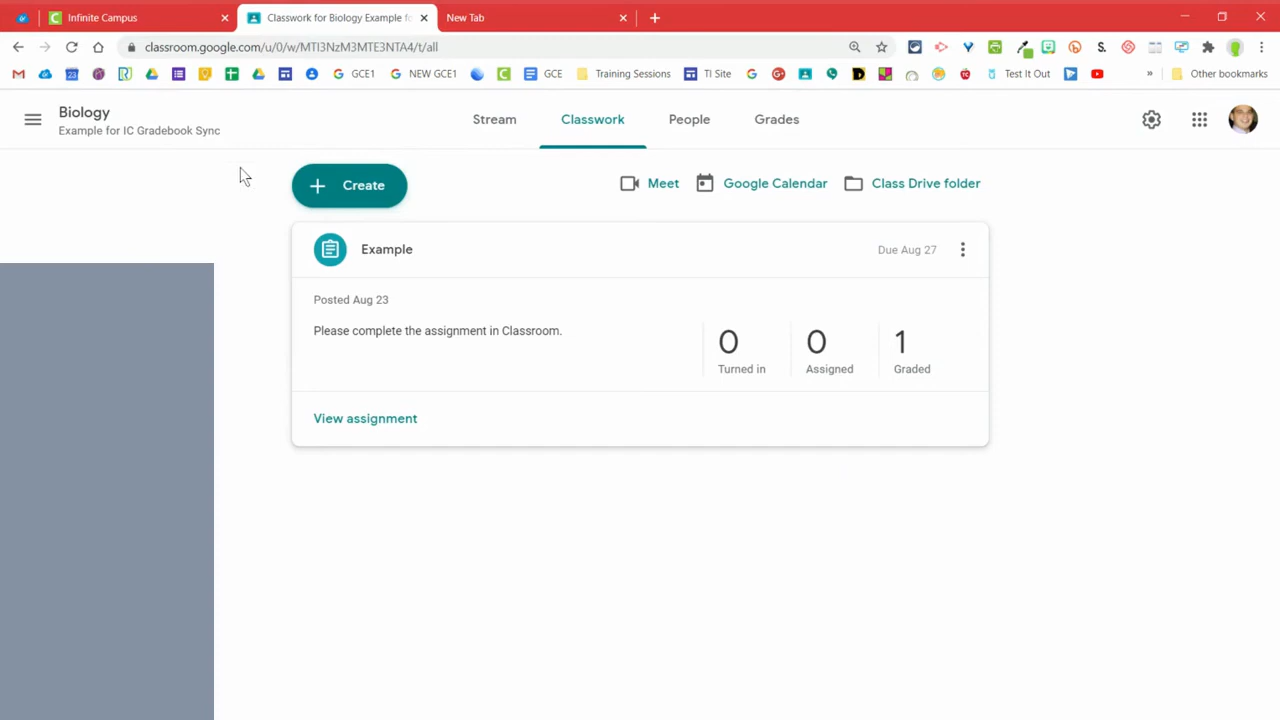 Infinite Campus
Classwork for Biology Example fo
New Tab
classroom.google.com/u/0/w/MTI3NzM3MTE3NTA4/t/all
GCE1
NEW GCE1
GCE
Training Sessions
TI Site
Test It Out
» Other bookmarks
Biology
Example for IC Gradebook Sync
Stream
Classwork
People
Grades
+ Create
Meet
Google Calendar
Class Drive folder
Example
Due Aug 27
Posted Aug 23
Please complete the assignment in Classroom.
0
Turned in
0
Assigned
1
Graded
View assignment